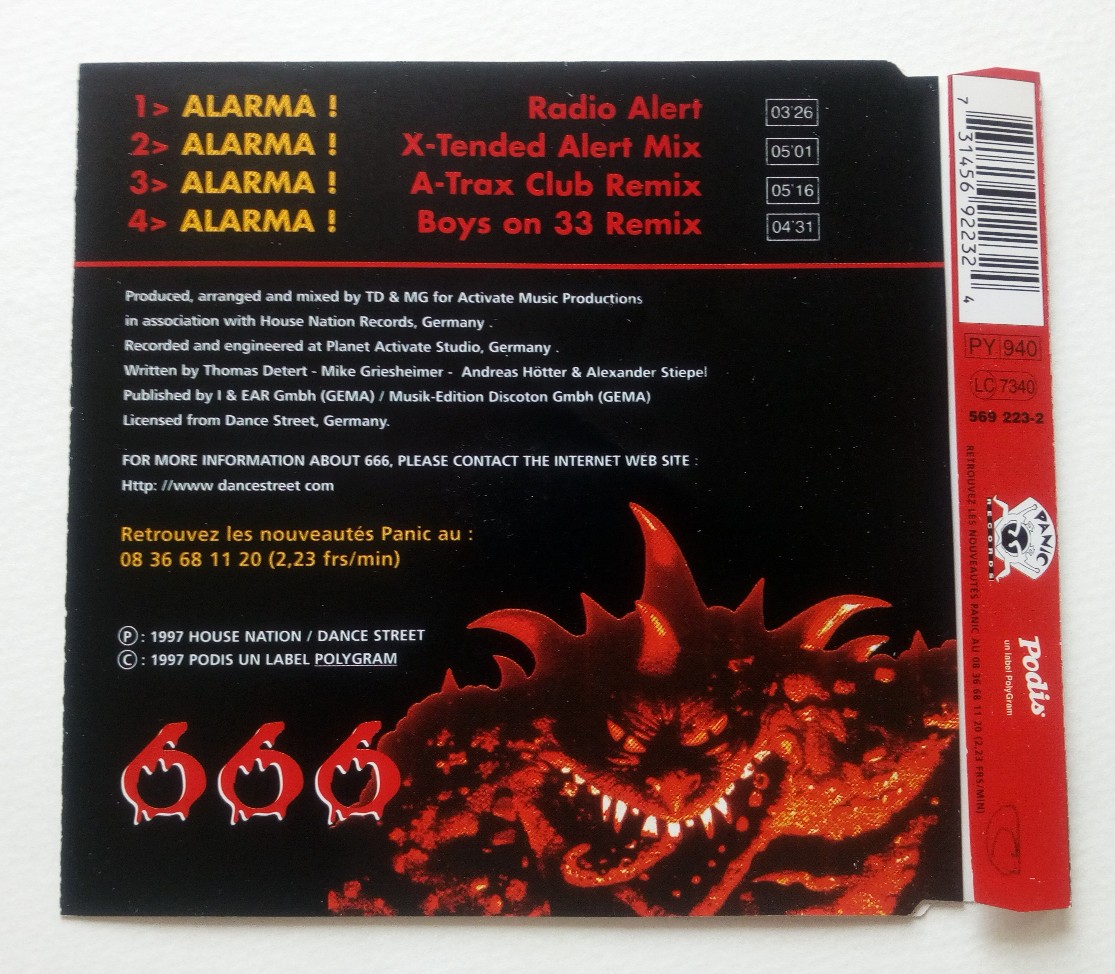 1> ALARMA ! Radio Alert 03'26
2> ALARMA ! X-Tended Alert Mix 05'01
3> ALARMA ! A-Trax Club Remix 05'16
4> ALARMA ! Boys on 33 Remix 04'31
Produced, arranged and mixed by TD & MG for Activate Music Productions
in association with House Nation Records, Germany .
Recorded and engineered at Planet Activate Studio, Germany .
Written by Thomas Detert - Mike Griesheimer - Andreas Hötter & Alexander Stiepel
Published by I & EAR Gmbh (GEMA) / Musik-Edition Discoton Gmbh (GEMA)
Licensed from Dance Street, Germany.
FOR MORE INFORMATION ABOUT 666, PLEASE CONTACT THE INTERNET WEB SITE :
Http: //www dancestreet com
Retrouvez les nouveautés Panic au :
08 36 68 11 20 (2,23 frs/min)
Ⓟ : 1997 HOUSE NATION / DANCE STREET
Ⓒ : 1997 PODIS UN LABEL POLYGRAM
666
7 31456 92232 4
PY 940
LC 7340
569 223-2
RETROUVEZ LES NOUVEAUTÉS PANIC AU 08 36 68 11 20 (2,23 FRS/MIN)
PANIC
RECORDS
Podis
un label PolyGram